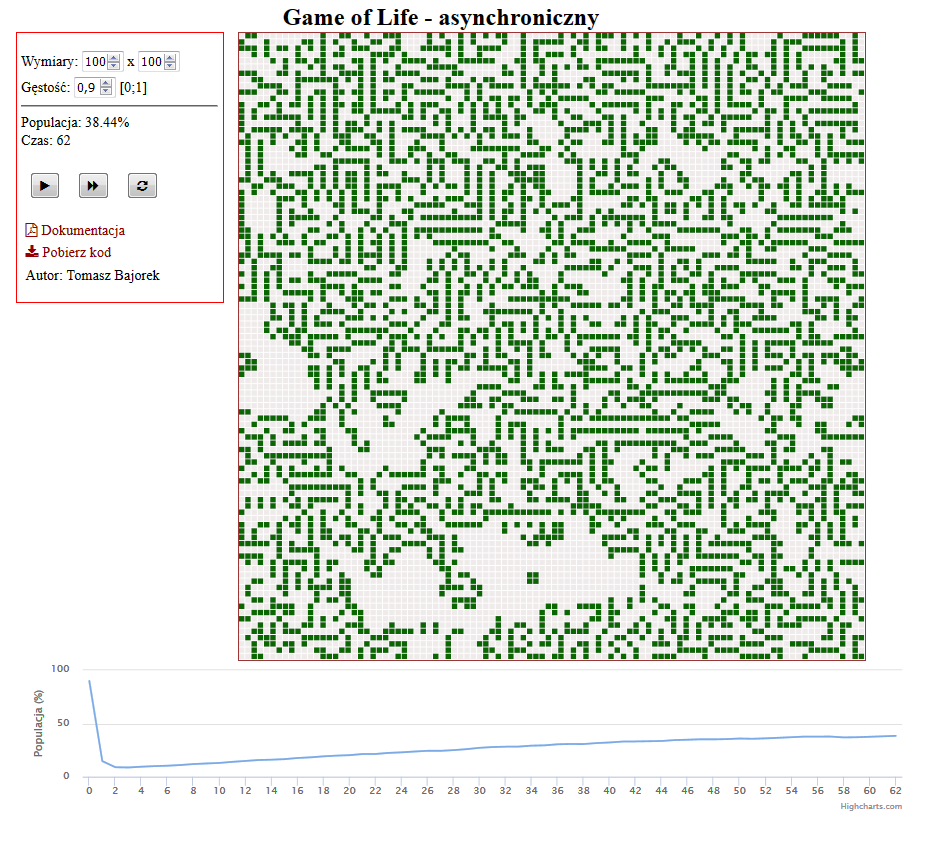 Game of Life - asynchroniczny
Wymiary: 100 x 100
Gęstość: 0,9 [0;1]
Populacja: 38.44%
Czas: 62
Dokumentacja
Pobierz kod
Autor: Tomasz Bajorek
Populacja (%)
100
50
0
0 2 4 6 8 10 12 14 16 18 20 22 24 26 28 30 32 34 36 38 40 42 44 46 48 50 52 54 56 58 60 62
Highcharts.com